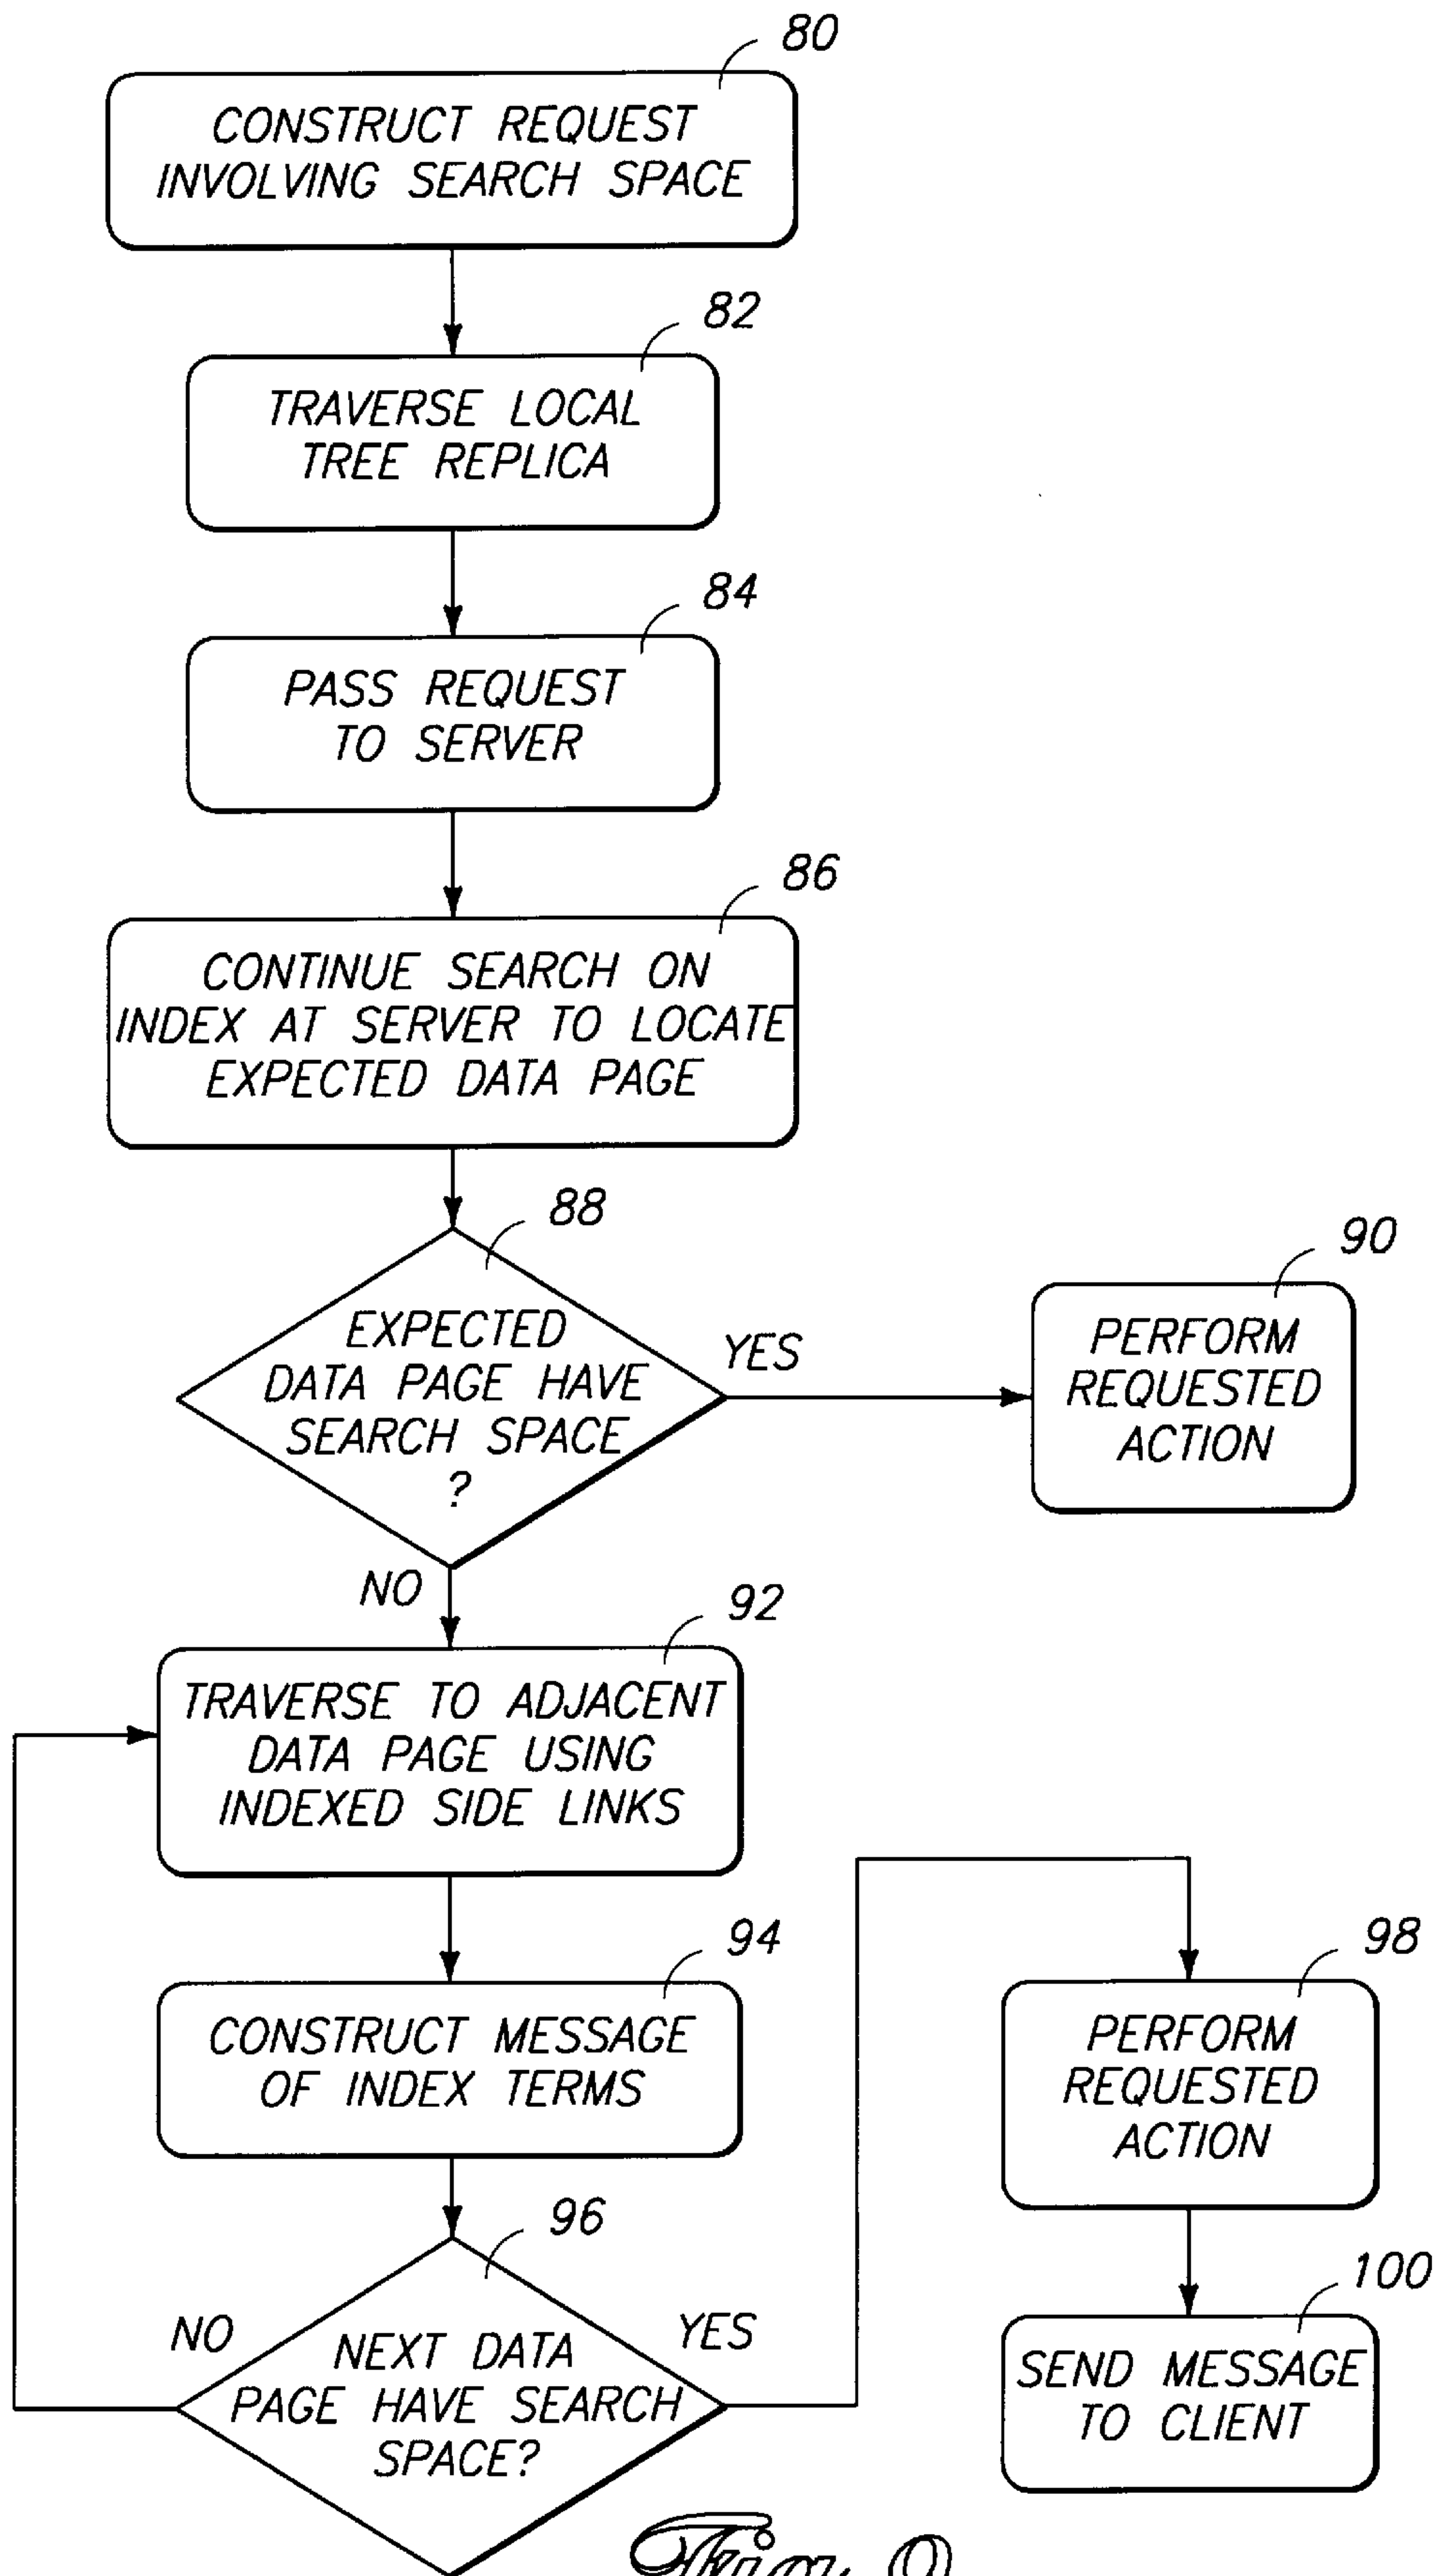 80
CONSTRUCT REQUEST
INVOLVING SEARCH SPACE
82
TRAVERSE LOCAL
TREE REPLICA
84
PASS REQUEST
TO SERVER
86
CONTINUE SEARCH ON
INDEX AT SERVER TO LOCATE
EXPECTED DATA PAGE
88
EXPECTED
DATA PAGE HAVE
SEARCH SPACE
?
YES
90
PERFORM
REQUESTED
ACTION
NO
92
TRAVERSE TO ADJACENT
DATA PAGE USING
INDEXED SIDE LINKS
94
CONSTRUCT MESSAGE
OF INDEX TERMS
96
NEXT DATA
PAGE HAVE SEARCH
SPACE?
NO
YES
98
PERFORM
REQUESTED
ACTION
100
SEND MESSAGE
TO CLIENT